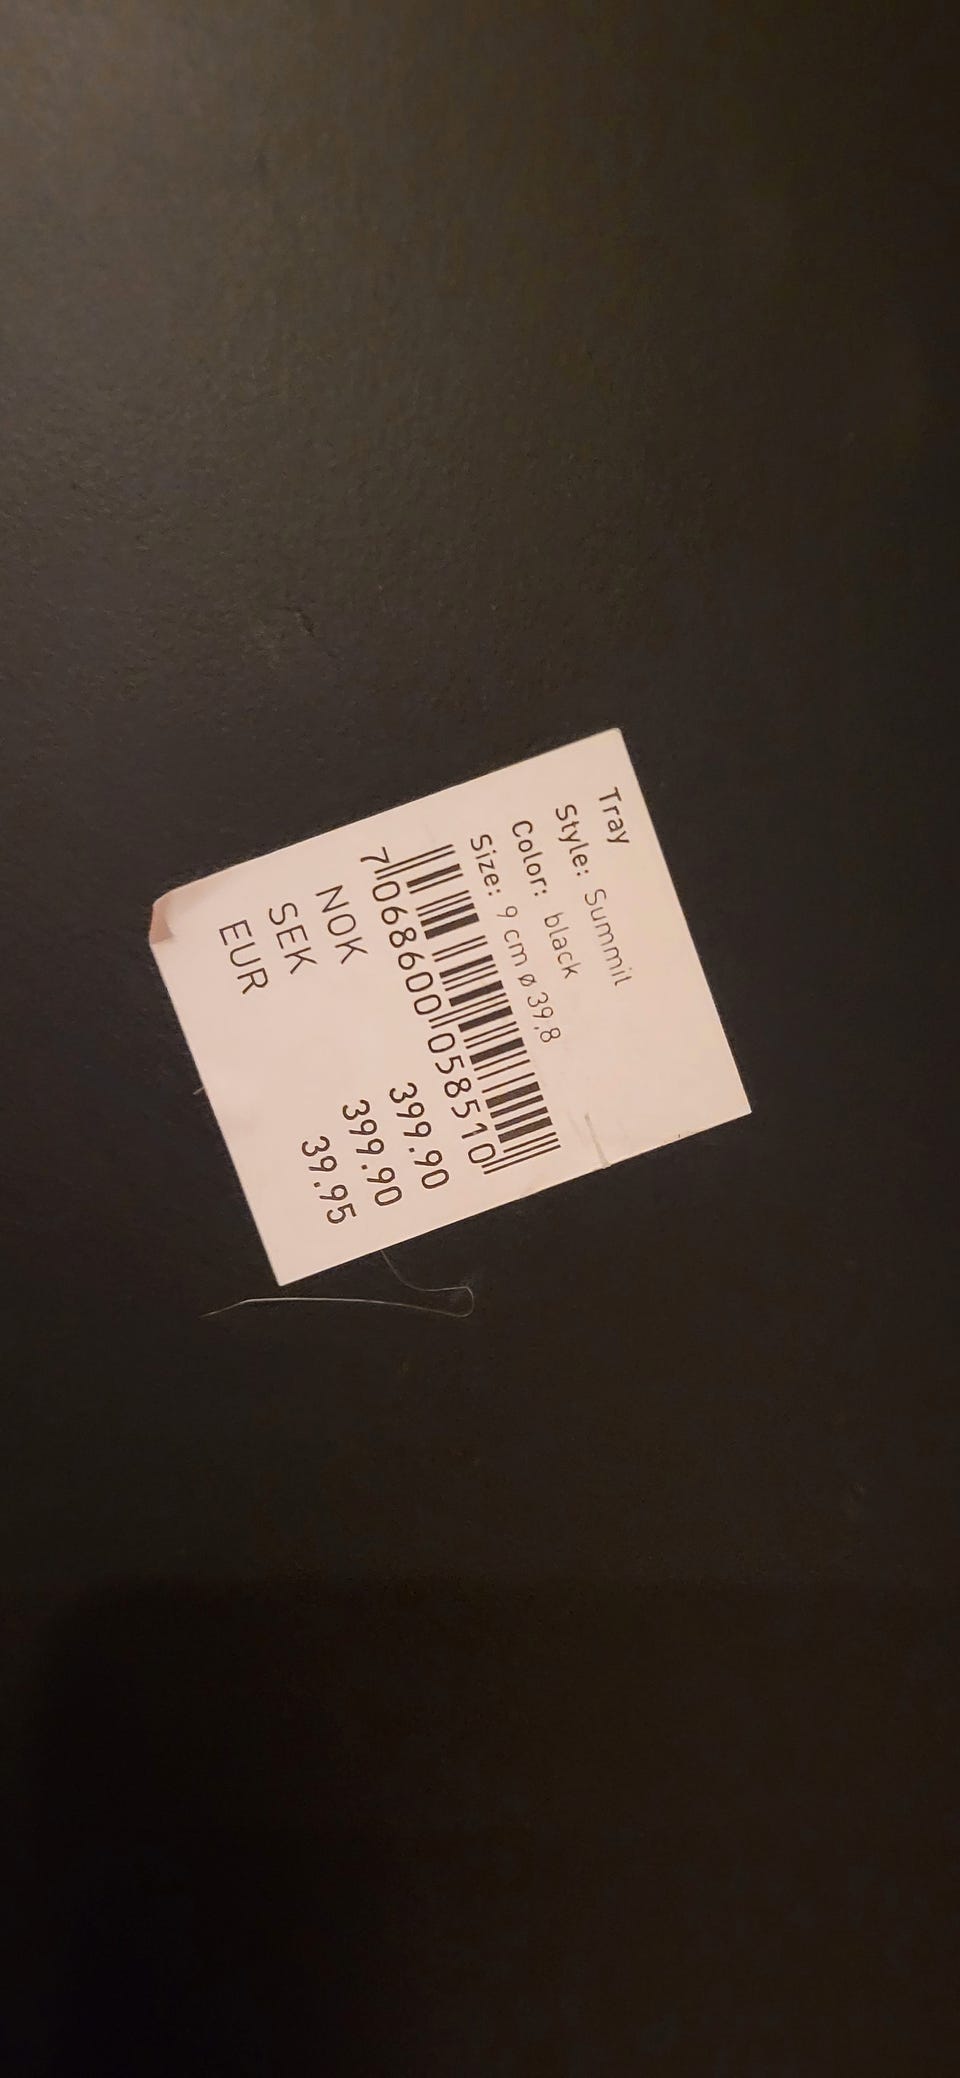 Tray
Style: Summit
Color: black
Size: 9 cm ø 39,8
7068600058510
NOK 399.90
SEK 399.90
EUR 39.95